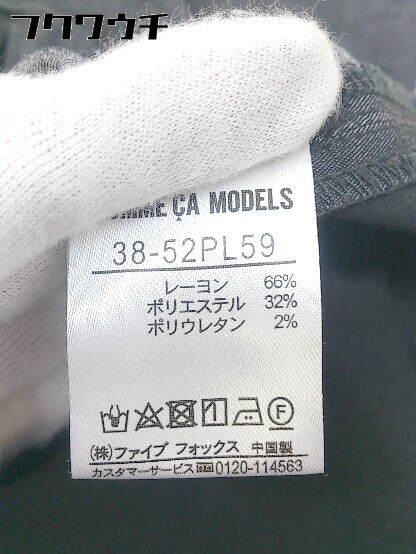 フクワウチ
ÇA MODELS
38-52PL59
レーヨン 66%
ポリエステル 32%
ポリウレタン 2%
(株)ファイブ フォックス 中国製
カスタマーサービス 0120-114563